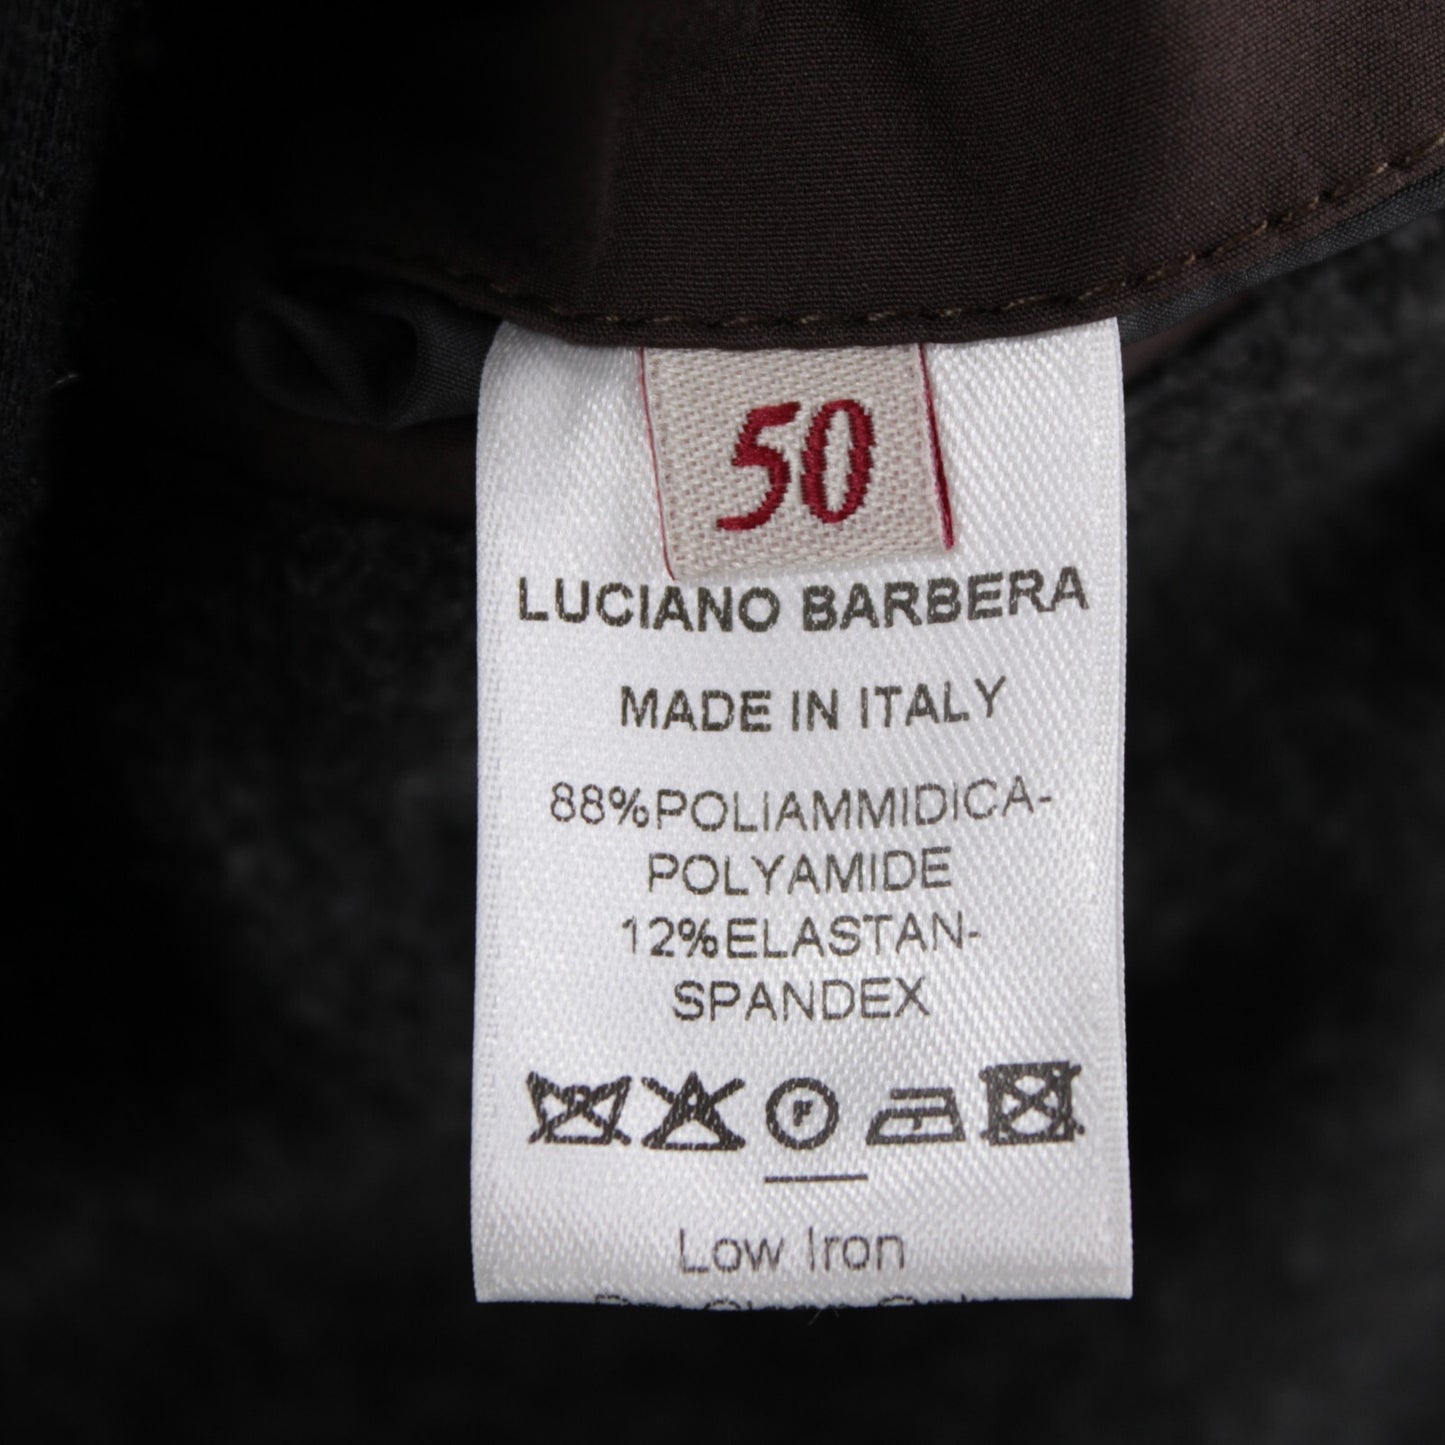 50
LUCIANO BARBERA
MADE IN ITALY
88%POLIAMMIDICA-
POLYAMIDE
12%ELASTAN-
SPANDEX
F
Low Iron